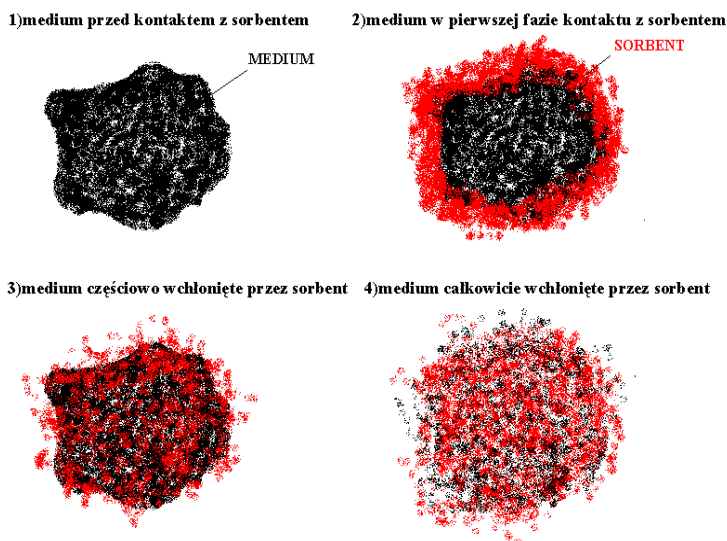 1)medium przed kontaktem z sorbentem
2)medium w pierwszej fazie kontaktu z sorbentem
MEDIUM
SORBENT
3)medium częściowo wchłonięte przez sorbent
4)medium całkowicie wchłonięte przez sorbent